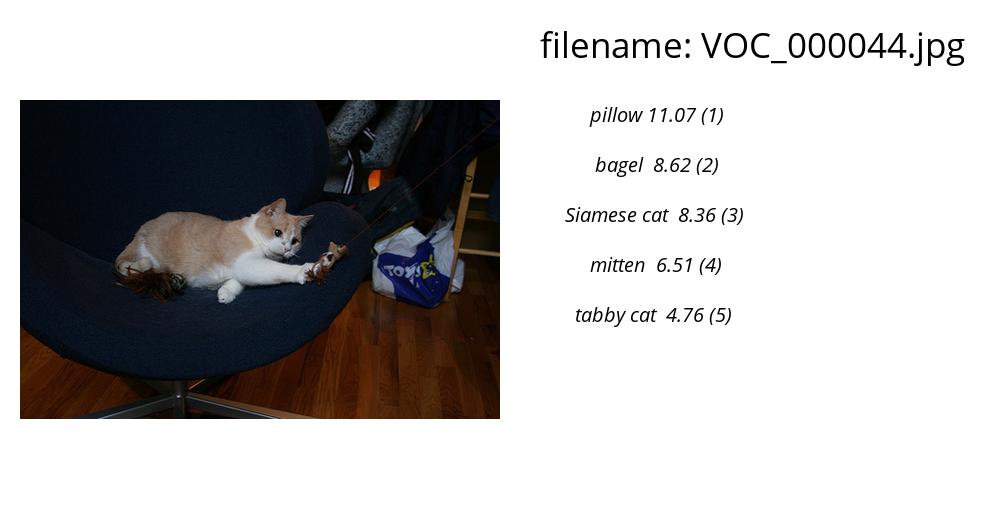 filename: VOC_000044.jpg
pillow 11.07 (1)
bagel 8.62 (2)
Siamese cat 8.36 (3)
mitten 6.51 (4)
tabby cat 4.76 (5)